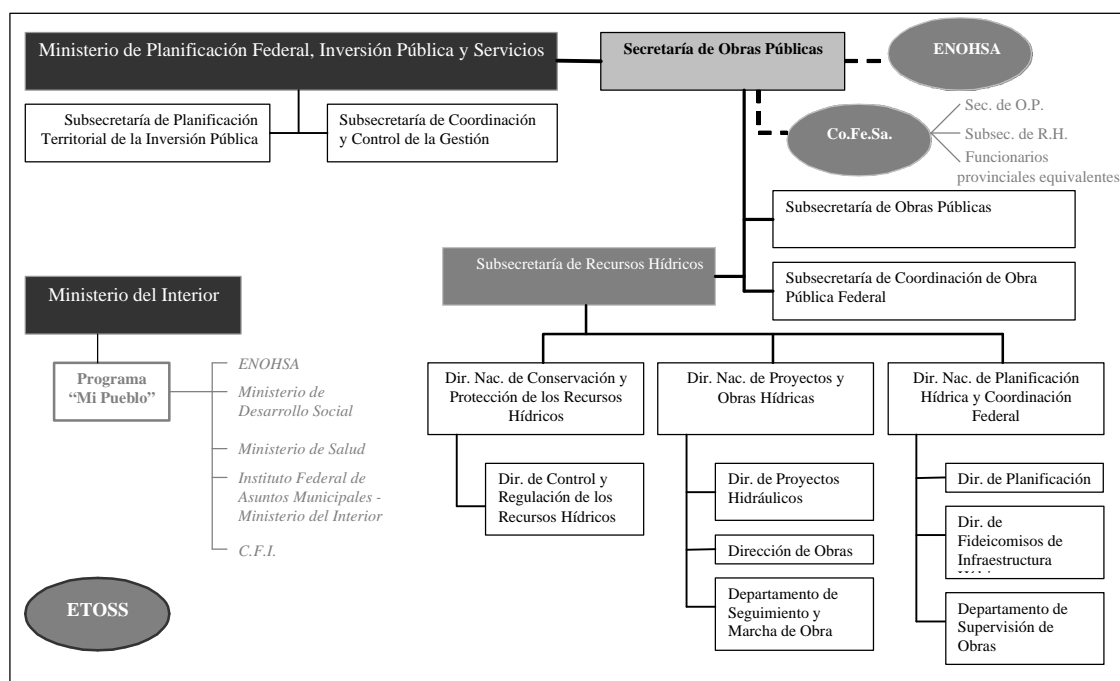 Ministerio de Planificación Federal, Inversión Pública y Servicios
Secretaría de Obras Públicas
ENOHSA
Subsecretaría de Planificación
Territorial de la Inversión Pública
Subsecretaría de Coordinación
y Control de la Gestión
Co.Fe.Sa.
Sec. de O.P.
Subsec. de R.H.
Funcionarios
provinciales equivalentes
Subsecretaría de Obras Públicas
Subsecretaría de Recursos Hídricos
Subsecretaría de Coordinación de Obra
Pública Federal
Ministerio del Interior
Programa
“Mi Pueblo”
ENOHSA
Ministerio de
Desarrollo Social
Ministerio de Salud
Instituto Federal de
Asuntos Municipales -
Ministerio del Interior
C.F.I.
Dir. Nac. de Conservación y
Protección de los Recursos
Hídricos
Dir. Nac. de Proyectos y
Obras Hídricas
Dir. Nac. de Planificación
Hídrica y Coordinación
Federal
Dir. de Control y
Regulación de los
Recursos Hídricos
Dir. de Proyectos
Hidráulicos
Dirección de Obras
Departamento de
Seguimiento y
Marcha de Obra
Dir. de Planificación
Dir. de
Fideicomisos de
Infraestructura
Departamento de
Supervisión de
Obras
ETOSS